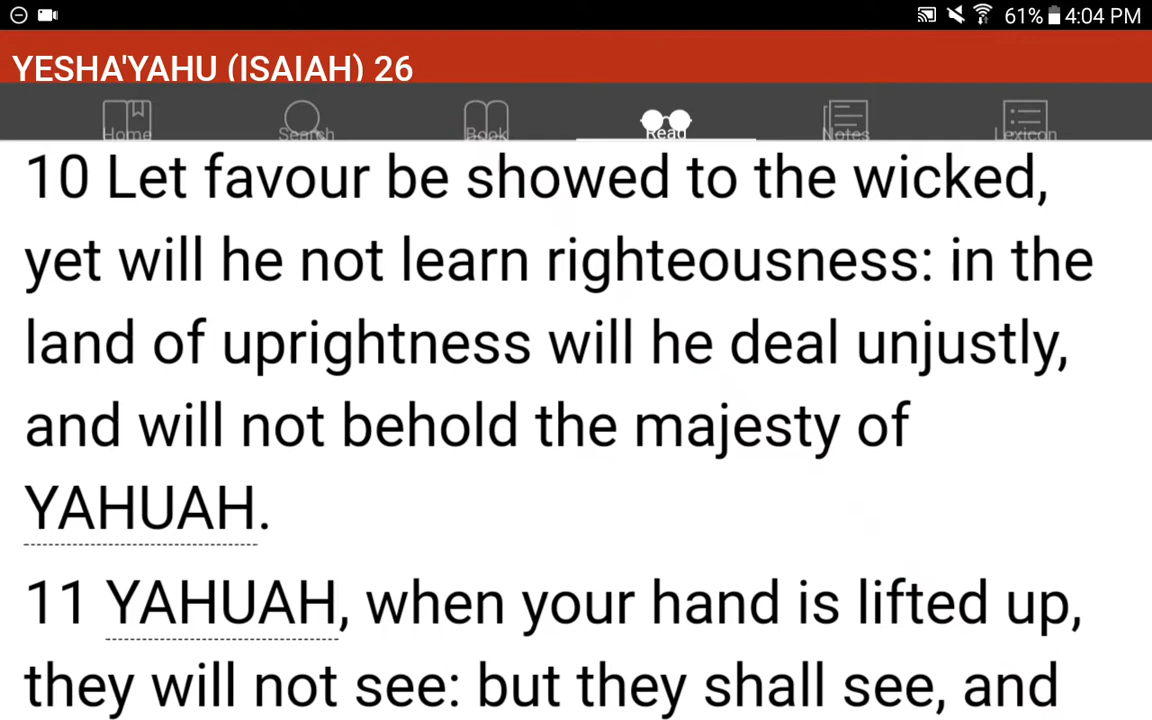 61% 4:04 PM
YESHA'YAHU (ISAIAH) 26
Home Search Book Read Notes Lexicon
10 Let favour be showed to the wicked,
yet will he not learn righteousness: in the
land of uprightness will he deal unjustly,
and will not behold the majesty of
YAHUAH.
11 YAHUAH, when your hand is lifted up,
they will not see: but they shall see, and